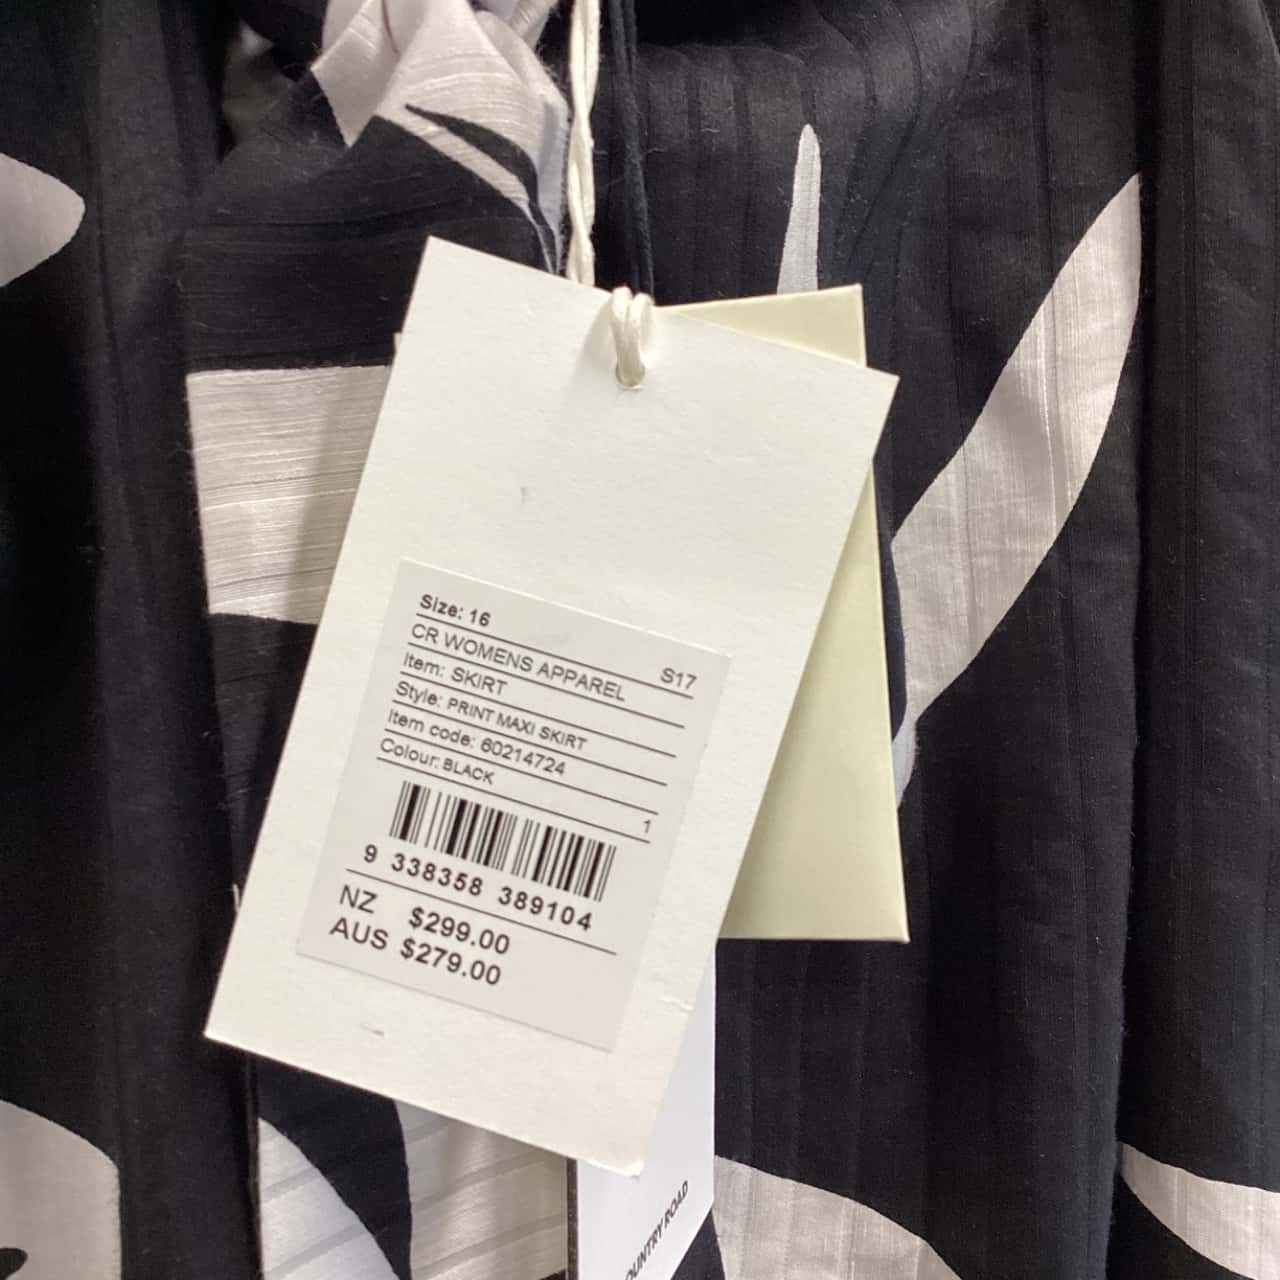 Size: 16
CR WOMENS APPAREL S17
Item: SKIRT
Style: PRINT MAXI SKIRT
Item code: 60214724
Colour: BLACK
1
9 338358 389104
NZ $299.00
AUS $279.00
OUNTRY ROAD